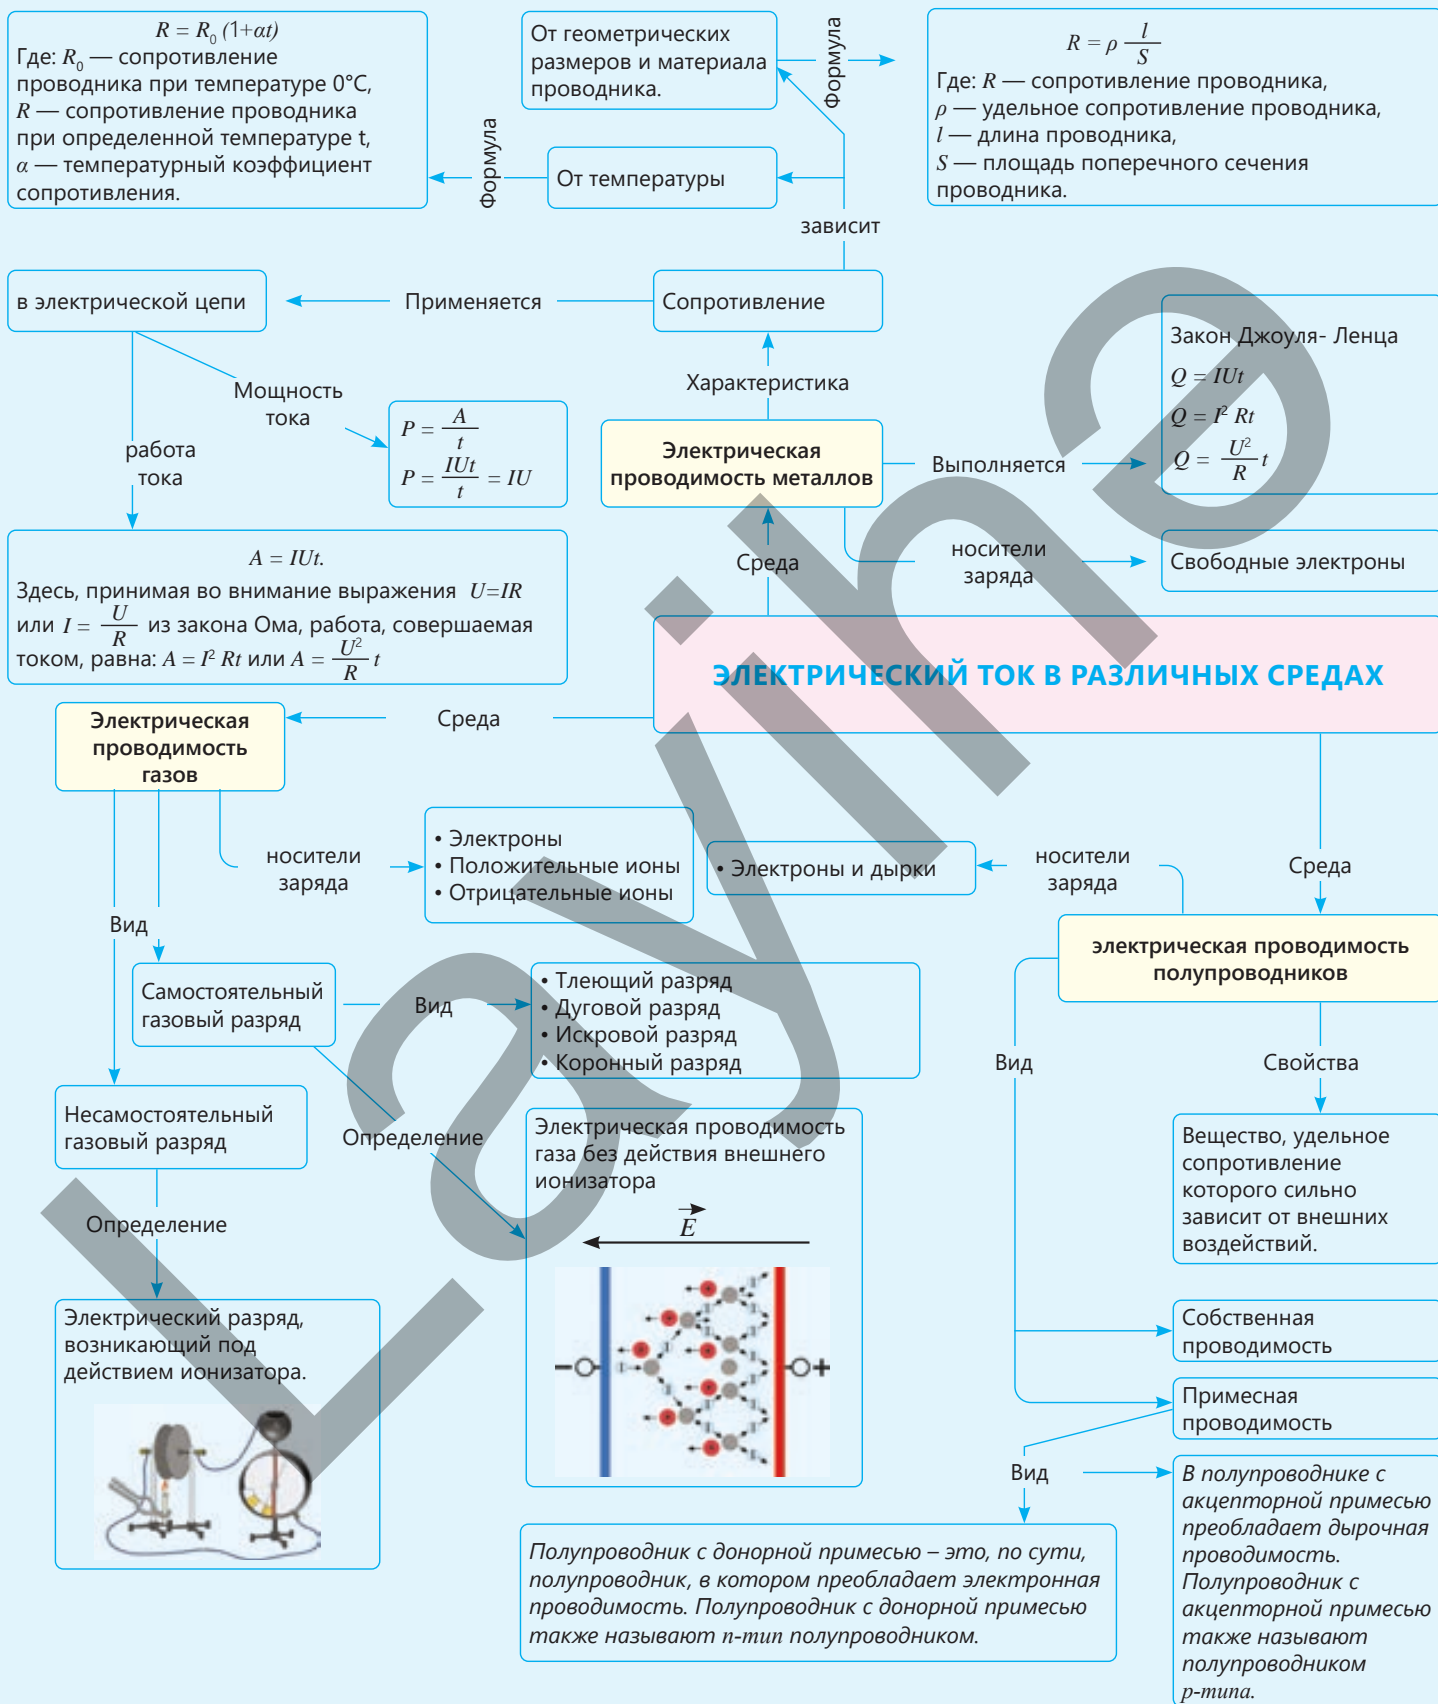 R = R₀ (1+αt)
Где: R₀ — сопротивление
проводника при температуре 0°C,
R — сопротивление проводника
при определенной температуре t,
α — температурный коэффициент
сопротивления.
Формула
От температуры
От геометрических
размеров и материала
проводника.
Формула
R = ρ l/S
Где: R — сопротивление проводника,
ρ — удельное сопротивление проводника,
l — длина проводника,
S — площадь поперечного сечения
проводника.
зависит
в электрической цепи
Применяется
Сопротивление
Характеристика
Мощность
тока
P = A/t
P = IUt/t = IU
работа
тока
Электрическая
проводимость металлов
Выполняется
Закон Джоуля- Ленца
Q = IUt
Q = I² Rt
Q = U²/R t
носители
заряда
Свободные электроны
Среда
A = IUt.
Здесь, принимая во внимание выражения U=IR
или I = U/R из закона Ома, работа, совершаемая
током, равна: A = I² Rt или A = U²/R t
ЭЛЕКТРИЧЕСКИЙ ТОК В РАЗЛИЧНЫХ СРЕДАХ
Среда
Электрическая
проводимость
газов
носители
заряда
• Электроны
• Положительные ионы
• Отрицательные ионы
• Электроны и дырки
носители
заряда
Среда
Вид
электрическая проводимость
полупроводников
Самостоятельный
газовый разряд
Вид
• Тлеющий разряд
• Дуговой разряд
• Искровой разряд
• Коронный разряд
Вид
Свойства
Несамостоятельный
газовый разряд
Определение
Электрическая проводимость
газа без действия внешнего
ионизатора
E
– +
Вещество, удельное
сопротивление
которого сильно
зависит от внешних
воздействий.
Определение
Электрический разряд,
возникающий под
действием ионизатора.
Собственная
проводимость
Примесная
проводимость
Вид
Полупроводник с донорной примесью – это, по сути,
полупроводник, в котором преобладает электронная
проводимость. Полупроводник с донорной примесью
также называют n-тип полупроводником.
В полупроводнике с
акцепторной примесью
преобладает дырочная
проводимость.
Полупроводник с
акцепторной примесью
также называют
полупроводником
p-типа.
Layihə